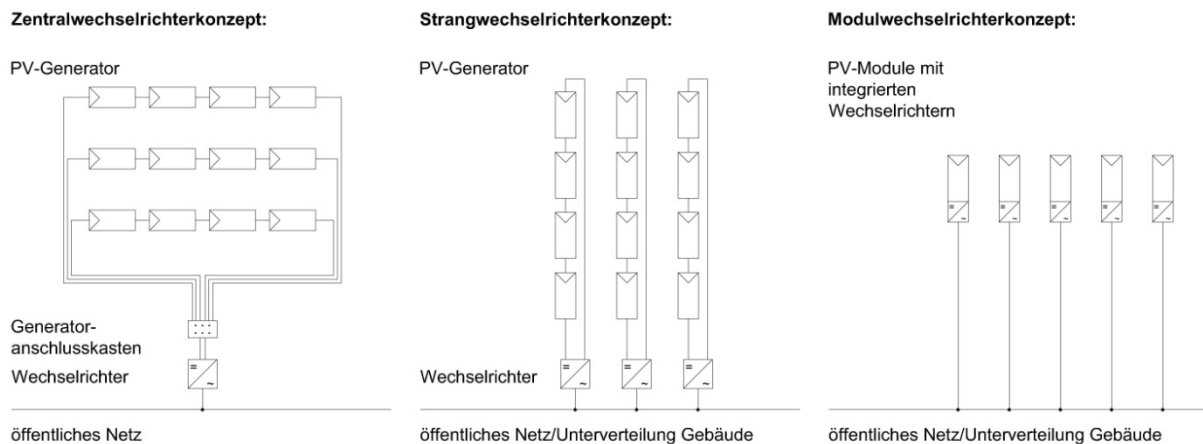 Zentralwechselrichterkonzept:
PV-Generator
Generator-
anschlusskasten
Wechselrichter
öffentliches Netz
Strangwechselrichterkonzept:
PV-Generator
Wechselrichter
öffentliches Netz/Unterverteilung Gebäude
Modulwechselrichterkonzept:
PV-Module mit
integrierten
Wechselrichtern
öffentliches Netz/Unterverteilung Gebäude